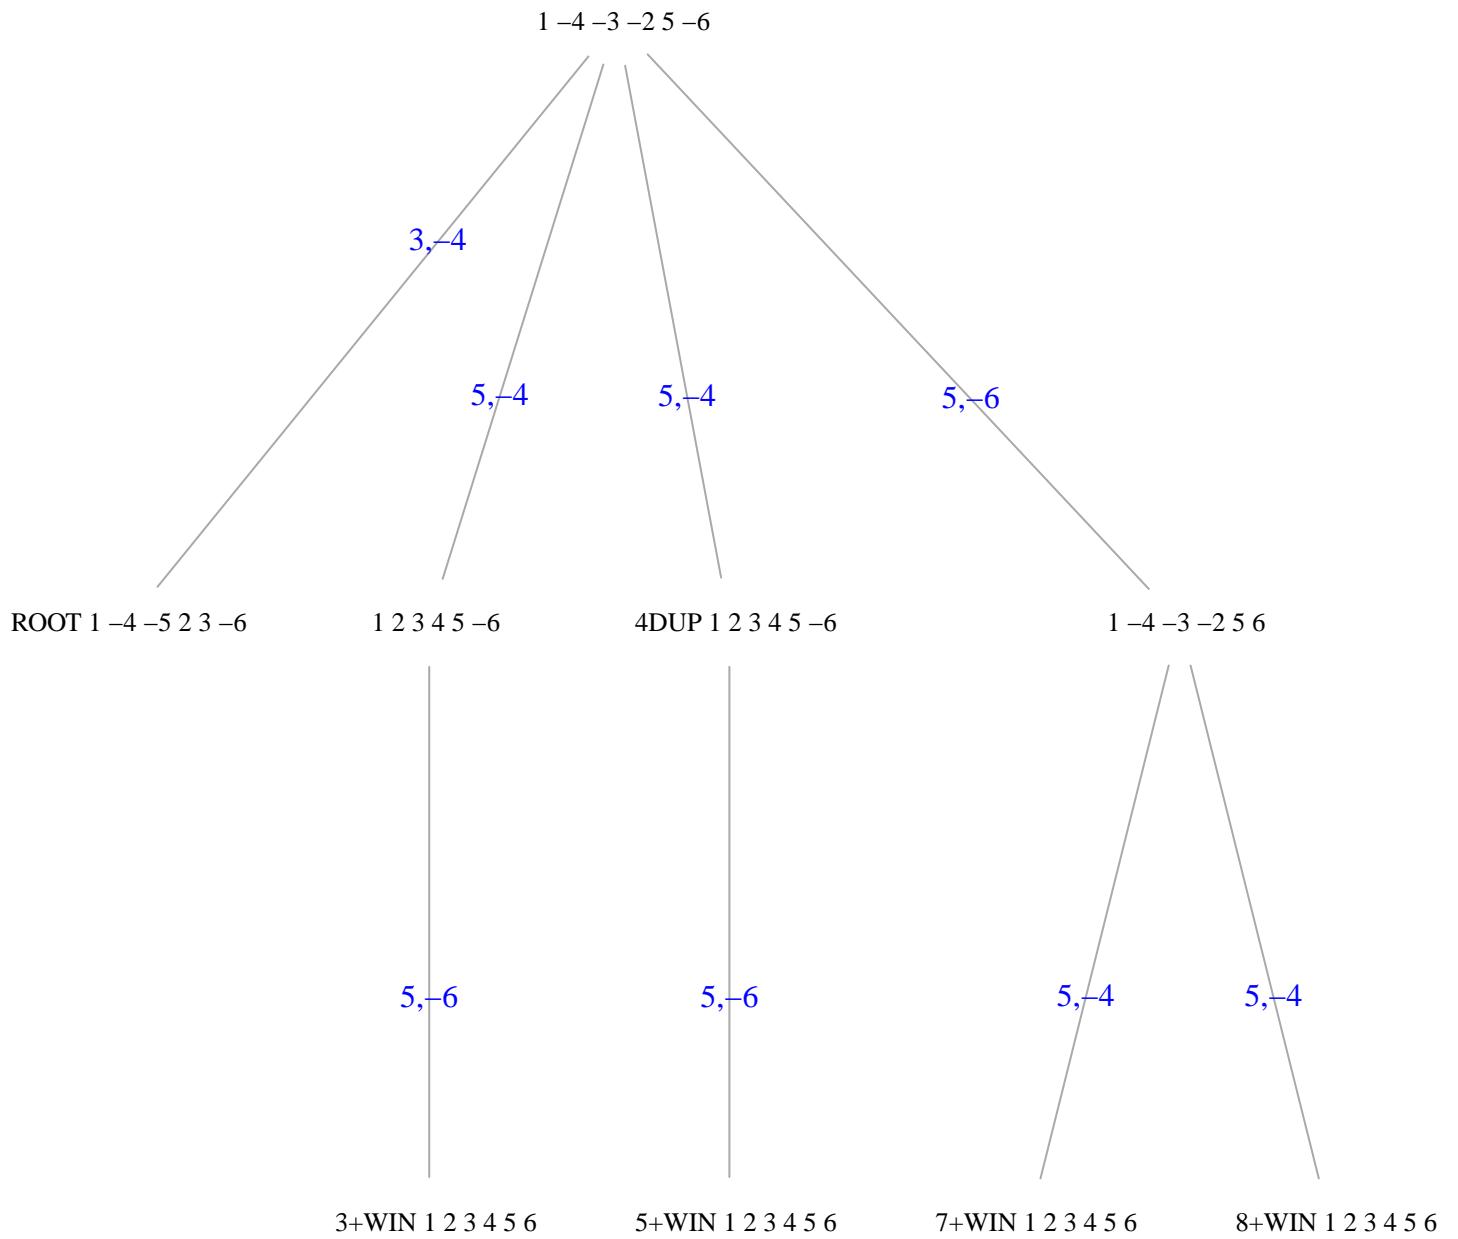 1 –4 –3 –2 5 –6
3,–4
5,–4
5,–4
5,–6
ROOT 1 –4 –5 2 3 –6
1 2 3 4 5 –6
4DUP 1 2 3 4 5 –6
1 –4 –3 –2 5 6
5,–6
5,–6
5,–4
5,–4
3+WIN 1 2 3 4 5 6
5+WIN 1 2 3 4 5 6
7+WIN 1 2 3 4 5 6
8+WIN 1 2 3 4 5 6